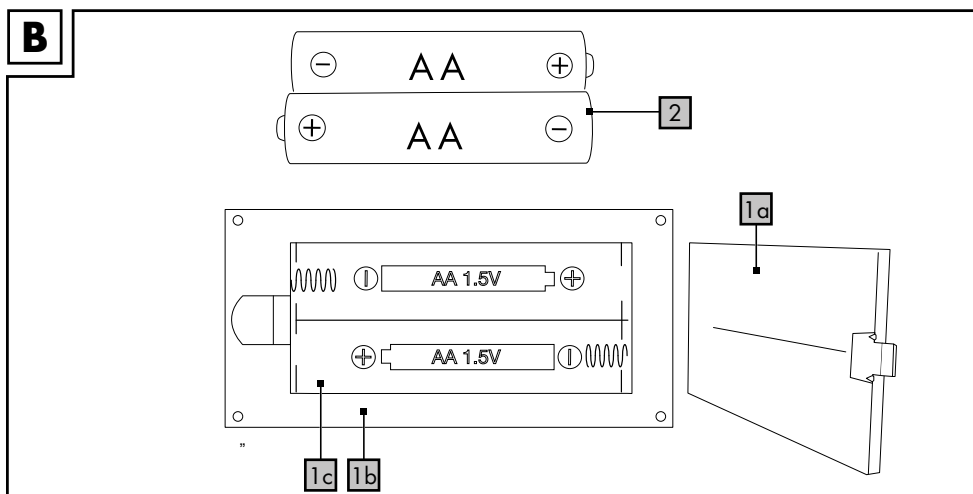 B
− AA +
+ AA −
2
1a
− AA 1.5V +
+ AA 1.5V −
”
1c 1b